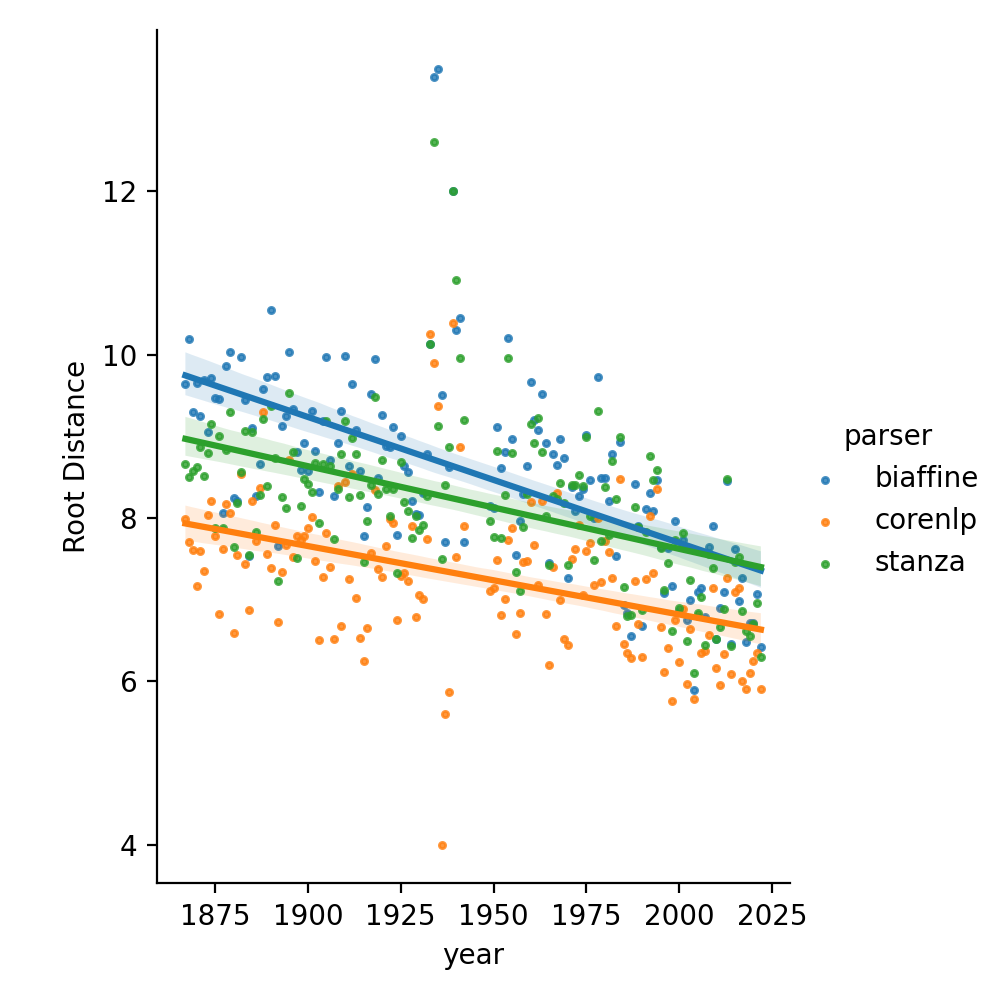 12
10
8
6
4
Root Distance
1875 1900 1925 1950 1975 2000 2025
year
parser
biaffine
corenlp
stanza